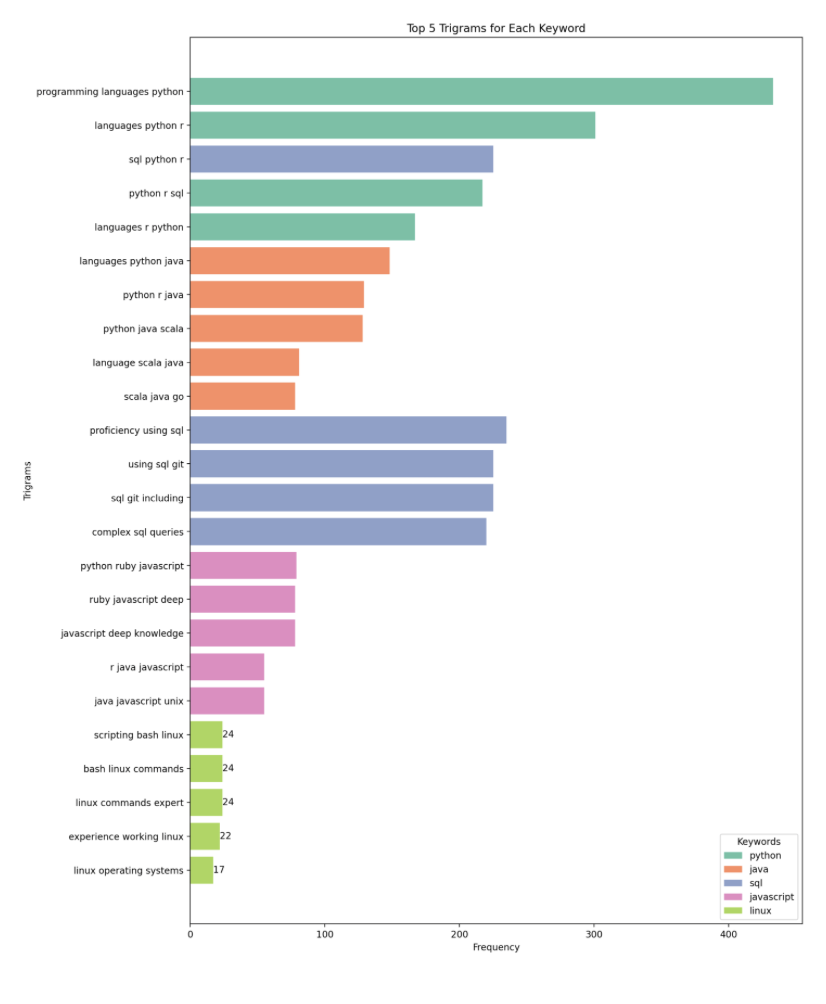 Top 5 Trigrams for Each Keyword
programming languages python
languages python r
sql python r
python r sql
languages r python
languages python java
python r java
python java scala
language scala java
scala java go
proficiency using sql
using sql git
sql git including
complex sql queries
python ruby javascript
ruby javascript deep
javascript deep knowledge
r java javascript
java javascript unix
scripting bash linux 24
bash linux commands 24
linux commands expert 24
experience working linux 22
linux operating systems 17
Trigrams
0 100 200 300 400
Frequency
Keywords
python
java
sql
javascript
linux